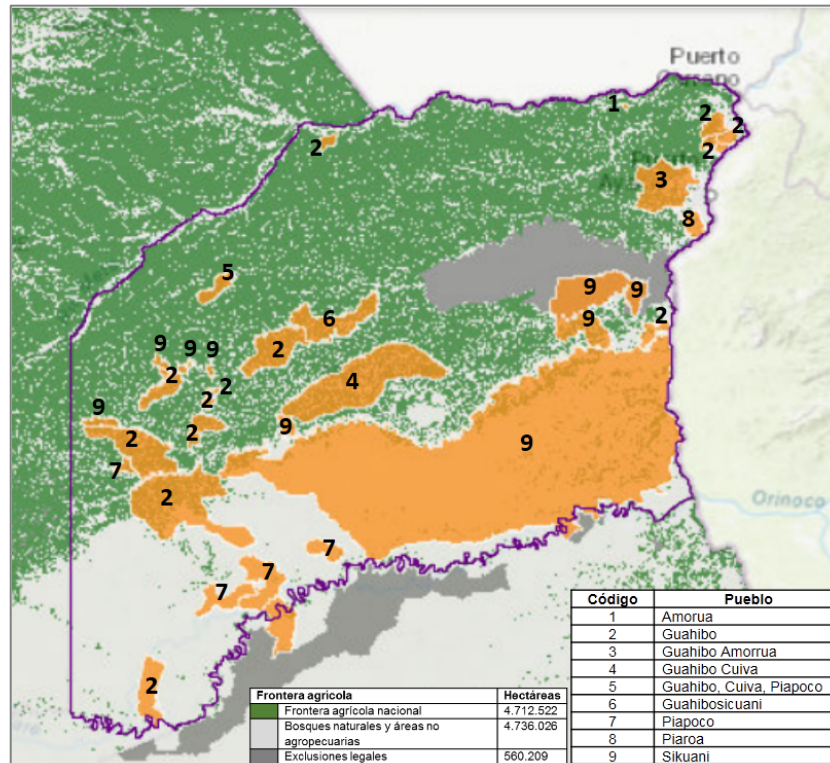 Puerto
1
2
2
2
2
3
8
5
9
9
6
9
2
9
9
9
2
2
4
2
2
9
9
2
2
9
7
2
Orinoco
7
7
7
2
Código Pueblo
1 Amorua
2 Guahibo
3 Guahibo Amorrua
4 Guahibo Cuiva
5 Guahibo, Cuiva, Piapoco
6 Guahibosicuani
7 Piapoco
8 Piaroa
9 Sikuani
Frontera agrícola Hectáreas
Frontera agrícola nacional 4.712.522
Bosques naturales y áreas no
agropecuarias 4.736.026
Exclusiones legales 560.209